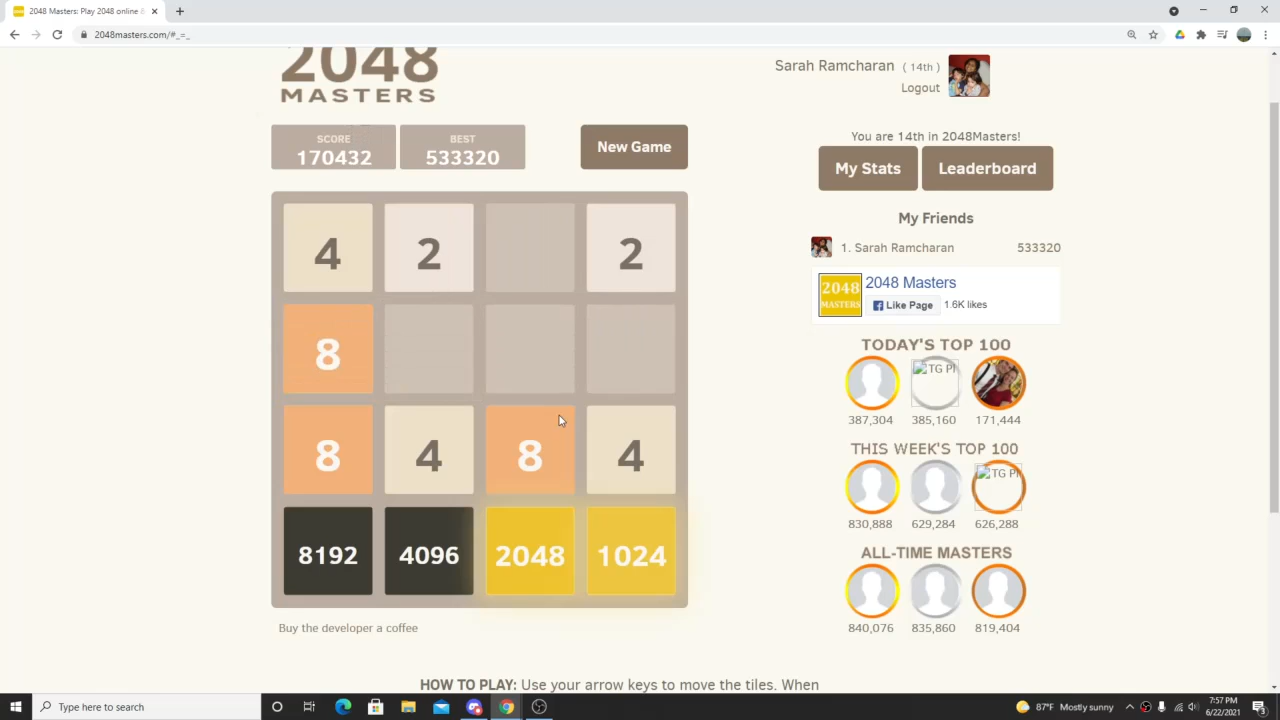 2048 Masters: Play 2048 online &
2048masters.com/#_=_
2048
MASTERS
Sarah Ramcharan ( 14th )
Logout
SCORE
170432
BEST
533320
New Game
You are 14th in 2048Masters!
My Stats
Leaderboard
My Friends
1. Sarah Ramcharan 533320
2048
MASTERS
2048 Masters
Like Page 1.6K likes
4 2 2
8
8 4 8 4
8192 4096 2048 1024
TODAY'S TOP 100
TG PI
387,304 385,160 171,444
THIS WEEK'S TOP 100
TG PI
830,888 629,284 626,288
ALL-TIME MASTERS
840,076 835,860 819,404
Buy the developer a coffee
HOW TO PLAY: Use your arrow keys to move the tiles. When
Type here to search
87°F Mostly sunny
7:57 PM
6/22/2021